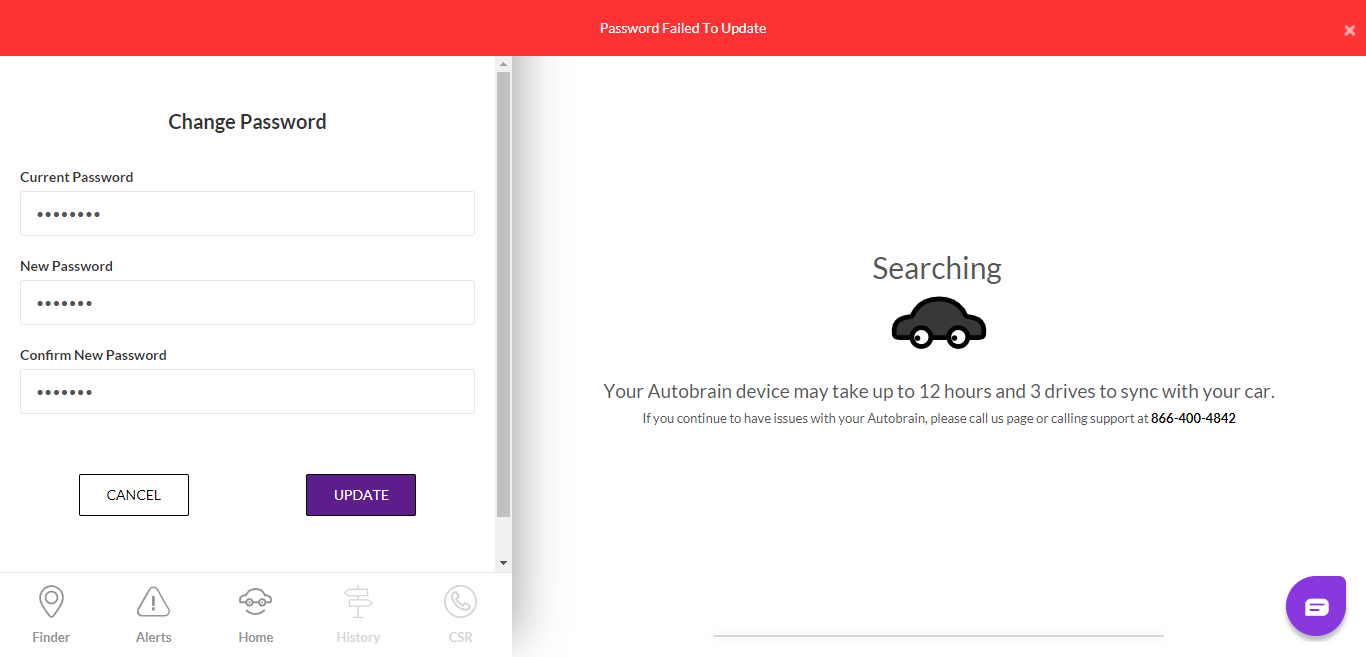 Password Failed To Update
×
Change Password
Current Password
••••••••
New Password
•••••••
Confirm New Password
•••••••
CANCEL
UPDATE
Finder
Alerts
Home
History
CSR
Searching
Your Autobrain device may take up to 12 hours and 3 drives to sync with your car.
If you continue to have issues with your Autobrain, please call us page or calling support at 866-400-4842